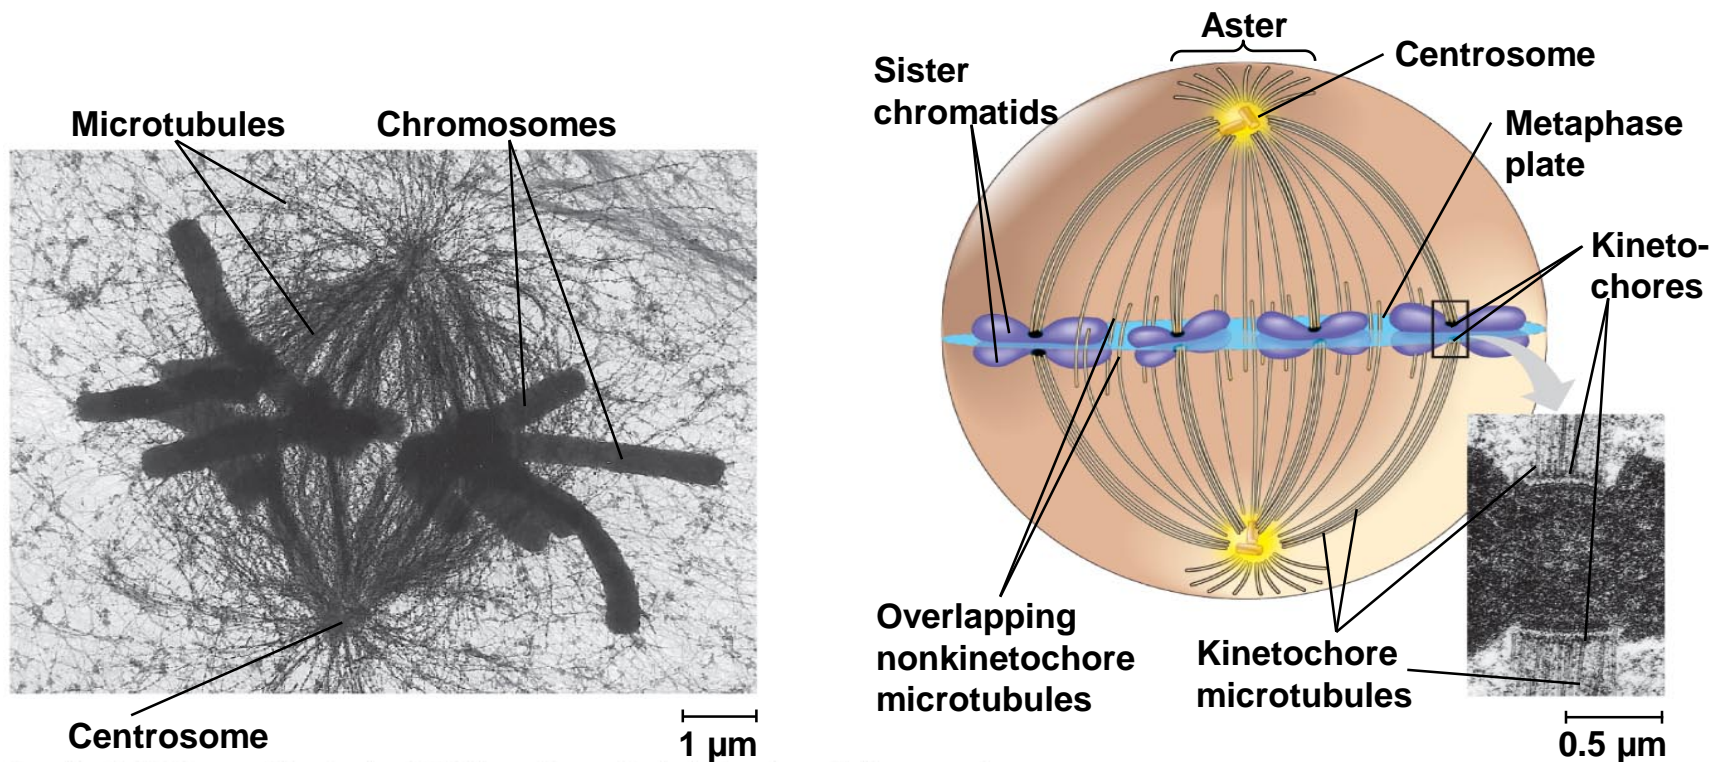 Microtubules
Chromosomes
Centrosome
1 µm
Aster
Sister
chromatids
Centrosome
Metaphase
plate
Kineto-
chores
Overlapping
nonkinetochore
microtubules
Kinetochore
microtubules
0.5 µm